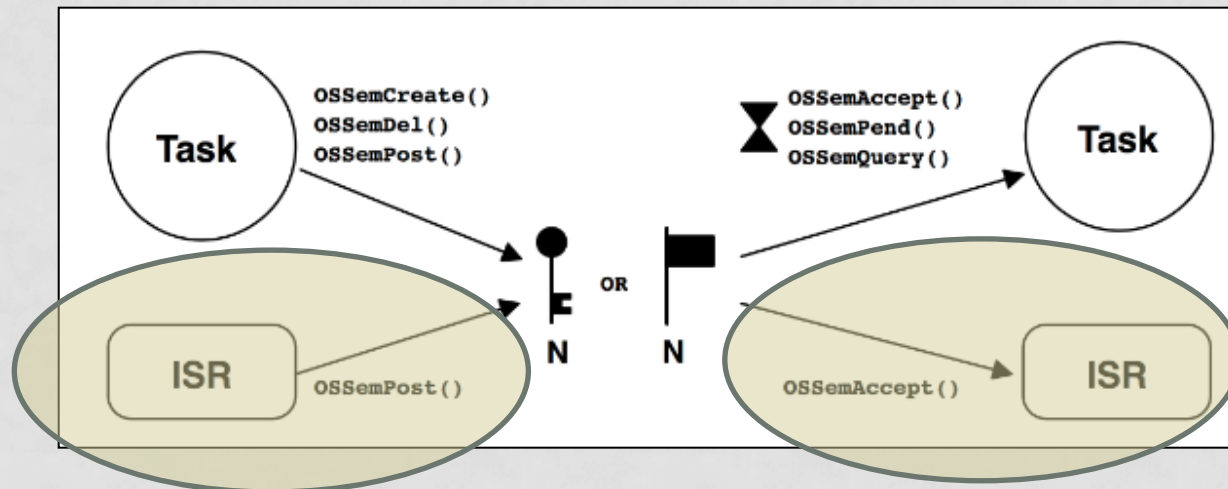 Task
OSSemCreate()
OSSemDel()
OSSemPost()
OSSemAccept()
OSSemPend()
OSSemQuery()
Task
OR
N
N
ISR
OSSemPost()
OSSemAccept()
ISR